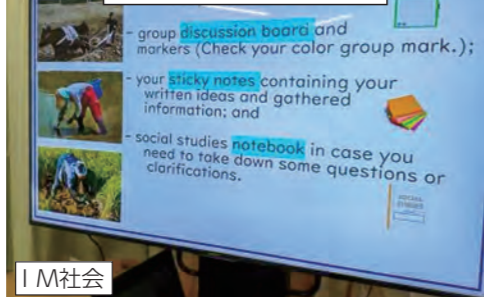 - group discussion board and
markers (Check your color group mark.);
- your sticky notes containing your
written ideas and gathered
information; and
- social studies notebook in case you
need to take down some questions or
clarifications.
SOCIAL
STUDIES
I M社会